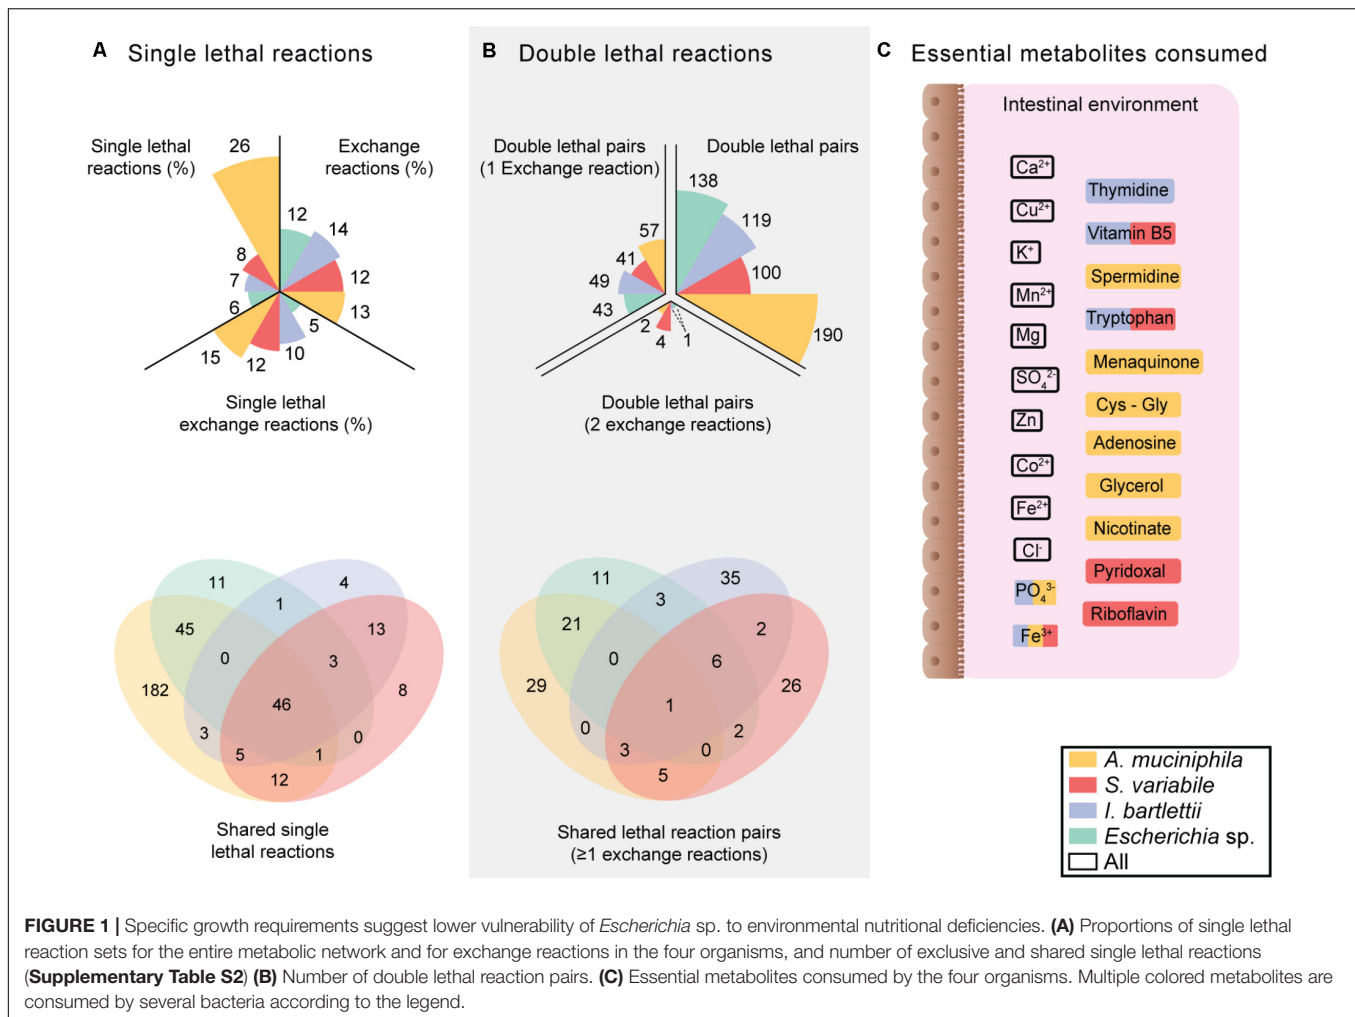 A Single lethal reactions
Single lethal
reactions (%)
Exchange
reactions (%)
26
12
14
8
7
12
6
13
5
15
12
10
Single lethal
exchange reactions (%)
11
4
1
45
13
0
3
182
8
46
3
0
5
1
12
Shared single
lethal reactions
B Double lethal reactions
Double lethal pairs
(1 Exchange reaction)
Double lethal pairs
138
119
57
41
100
49
43
2
4
1
190
Double lethal pairs
(2 exchange reactions)
11
35
3
21
2
0
6
29
26
1
0
2
3
0
5
Shared lethal reaction pairs
(≥1 exchange reactions)
C Essential metabolites consumed
Intestinal environment
Ca²⁺
Thymidine
Cu²⁺
Vitamin B5
K⁺
Spermidine
Mn²⁺
Tryptophan
Mg
Menaquinone
SO₄²⁻
Cys - Gly
Zn
Adenosine
Co²⁺
Glycerol
Fe²⁺
Nicotinate
Cl⁻
Pyridoxal
PO₄³⁻
Riboflavin
Fe³⁺
A. muciniphila
S. variabile
I. bartlettii
Escherichia sp.
All
FIGURE 1 | Specific growth requirements suggest lower vulnerability of Escherichia sp. to environmental nutritional deficiencies. (A) Proportions of single lethal
reaction sets for the entire metabolic network and for exchange reactions in the four organisms, and number of exclusive and shared single lethal reactions
(Supplementary Table S2) (B) Number of double lethal reaction pairs. (C) Essential metabolites consumed by the four organisms. Multiple colored metabolites are
consumed by several bacteria according to the legend.